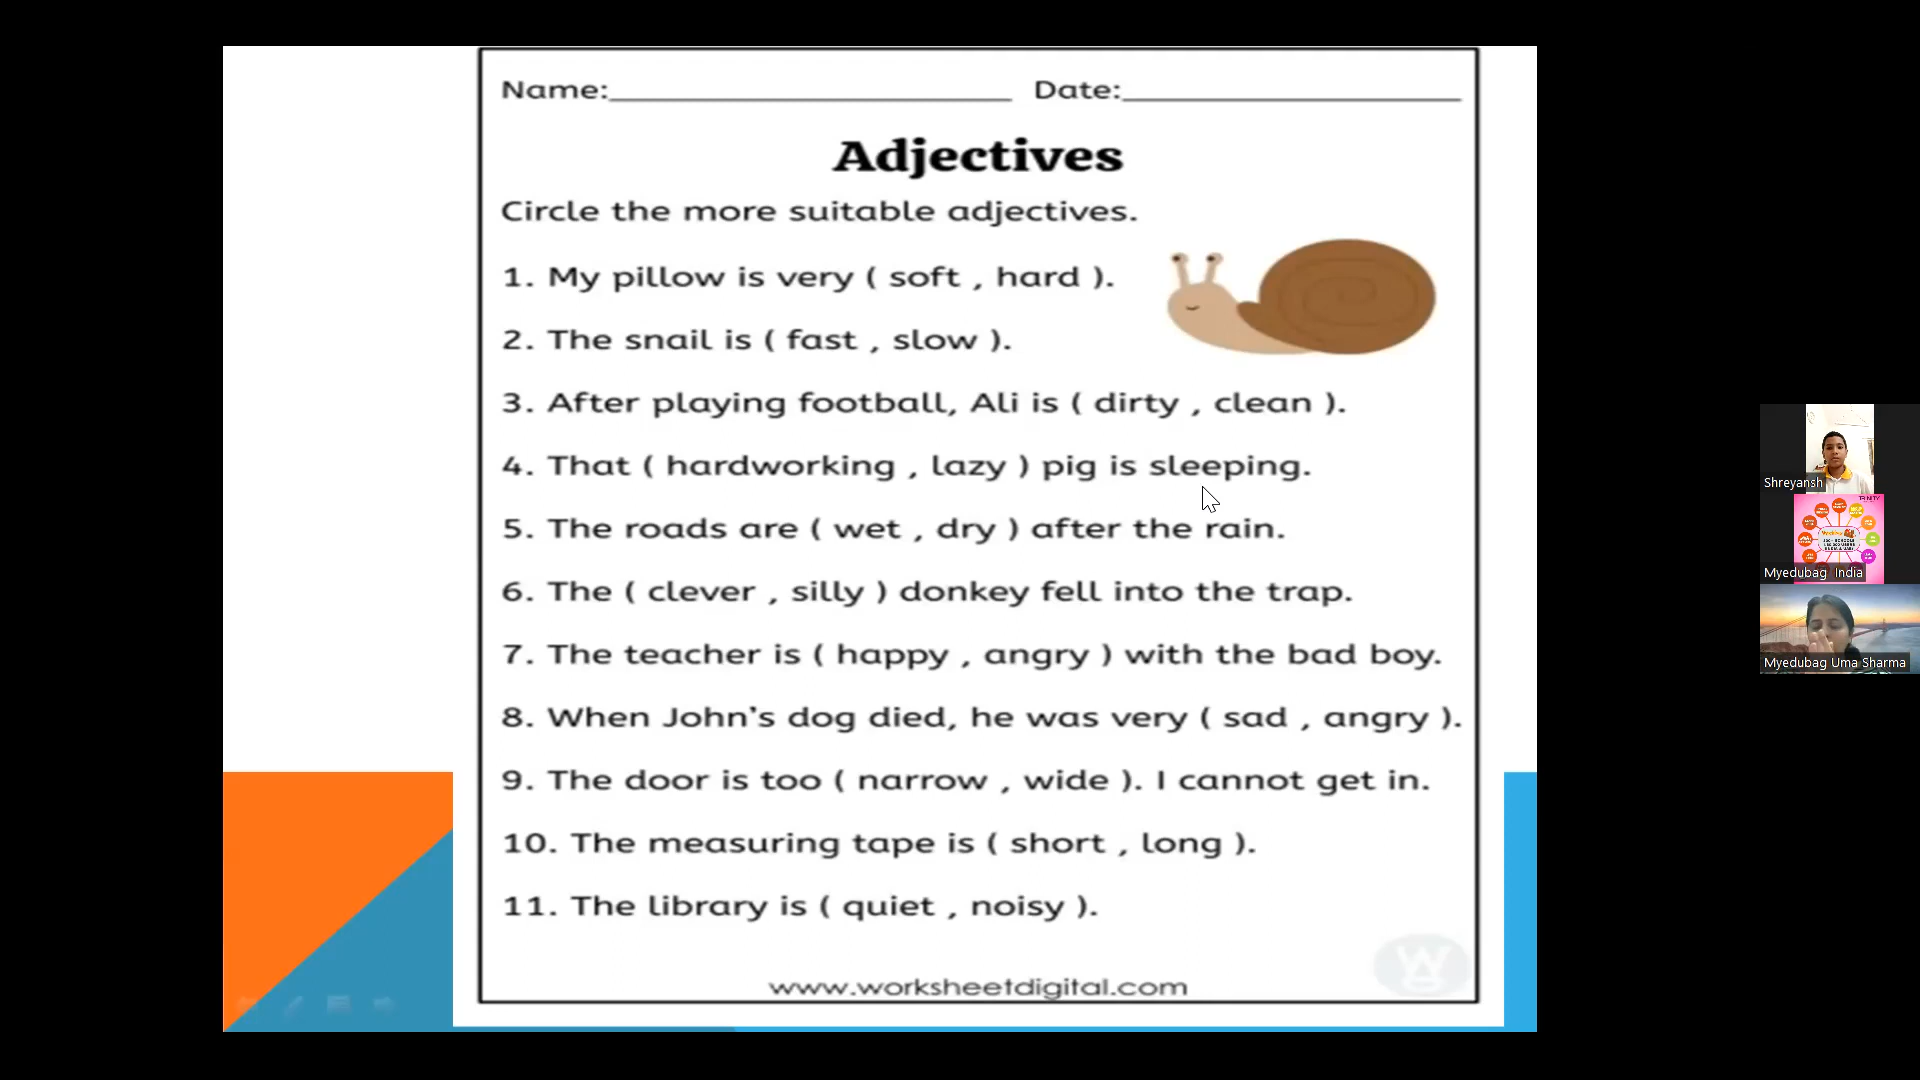 Name:____________________ Date:____________________
Adjectives
Circle the more suitable adjectives.
1. My pillow is very ( soft , hard ).
2. The snail is ( fast , slow ).
3. After playing football, Ali is ( dirty , clean ).
4. That ( hardworking , lazy ) pig is sleeping.
5. The roads are ( wet , dry ) after the rain.
6. The ( clever , silly ) donkey fell into the trap.
7. The teacher is ( happy , angry ) with the bad boy.
8. When John's dog died, he was very ( sad , angry ).
9. The door is too ( narrow , wide ). I cannot get in.
10. The measuring tape is ( short , long ).
11. The library is ( quiet , noisy ).
www.worksheetdigital.com
Shreyansh
TRINITY
Myedubag India
Myedubag Uma Sharma